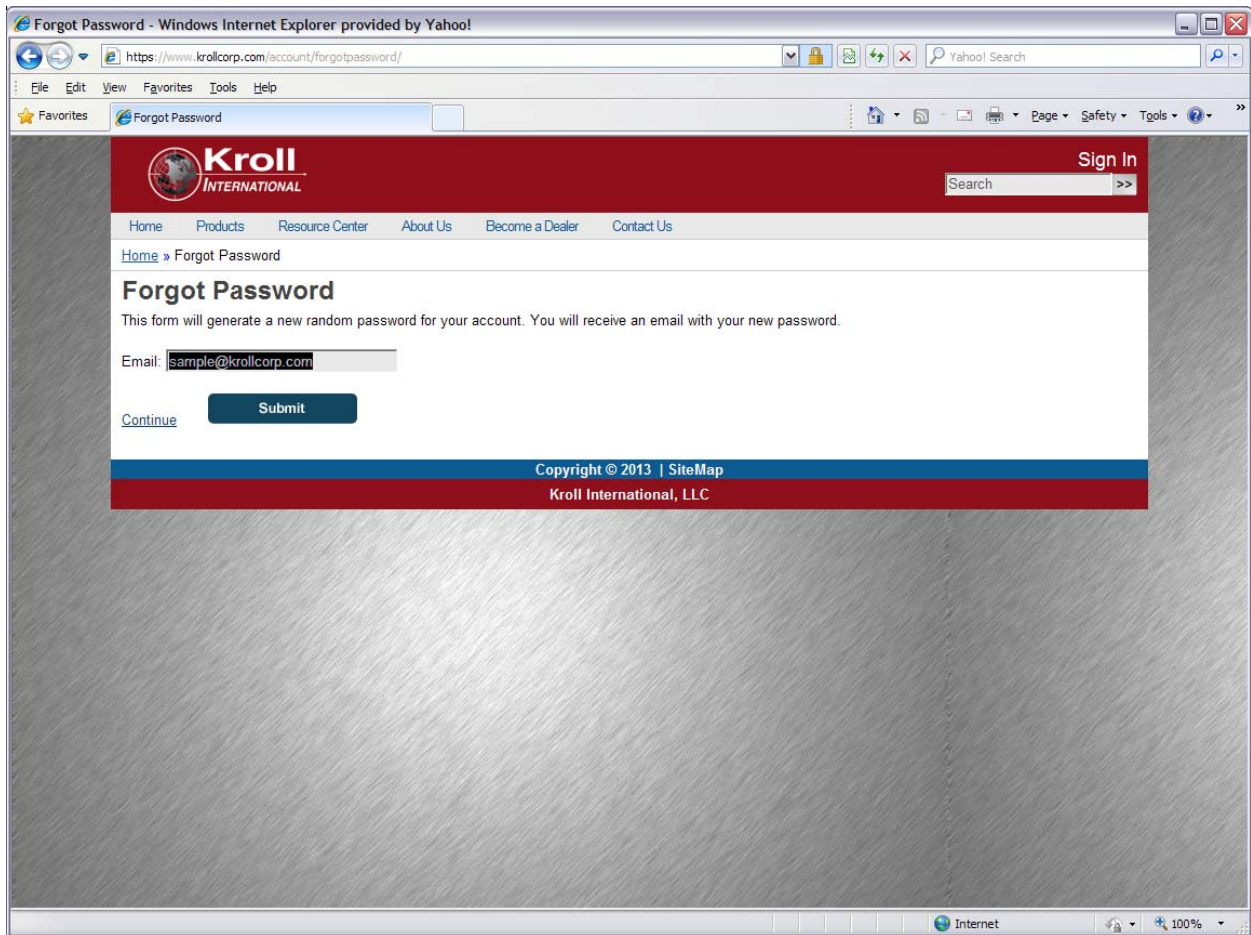 Forgot Password - Windows Internet Explorer provided by Yahoo!
https://www.krollcorp.com/account/forgotpassword/
Yahoo! Search
File Edit View Favorites Tools Help
Favorites Forgot Password Page Safety Tools »
Kroll
INTERNATIONAL
Sign In
Search >>
Home Products Resource Center About Us Become a Dealer Contact Us
Home » Forgot Password
Forgot Password
This form will generate a new random password for your account. You will receive an email with your new password.
Email: sample@krollcorp.com
Continue Submit
Copyright © 2013 | SiteMap
Kroll International, LLC
Internet 100%